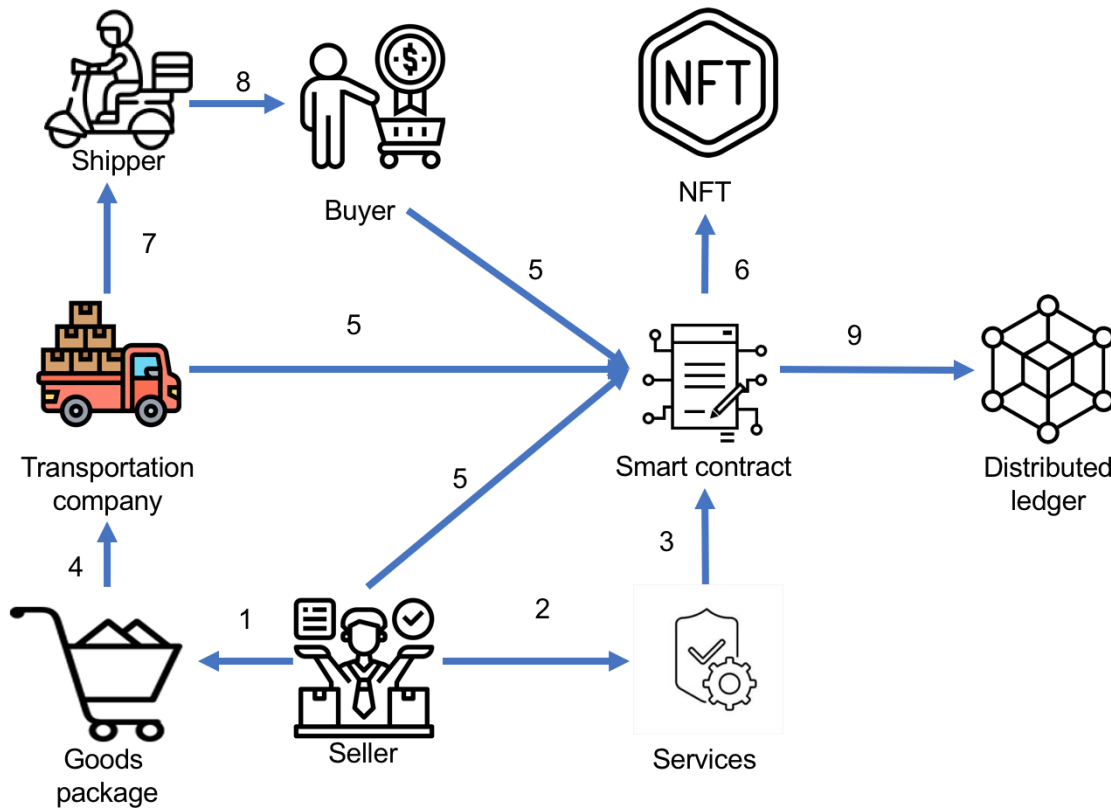 NFT
8
Shipper
Buyer
NFT
7
5
6
5
9
Transportation
company
5
Smart contract
Distributed
ledger
4
3
1
2
Goods
package
Seller
Services